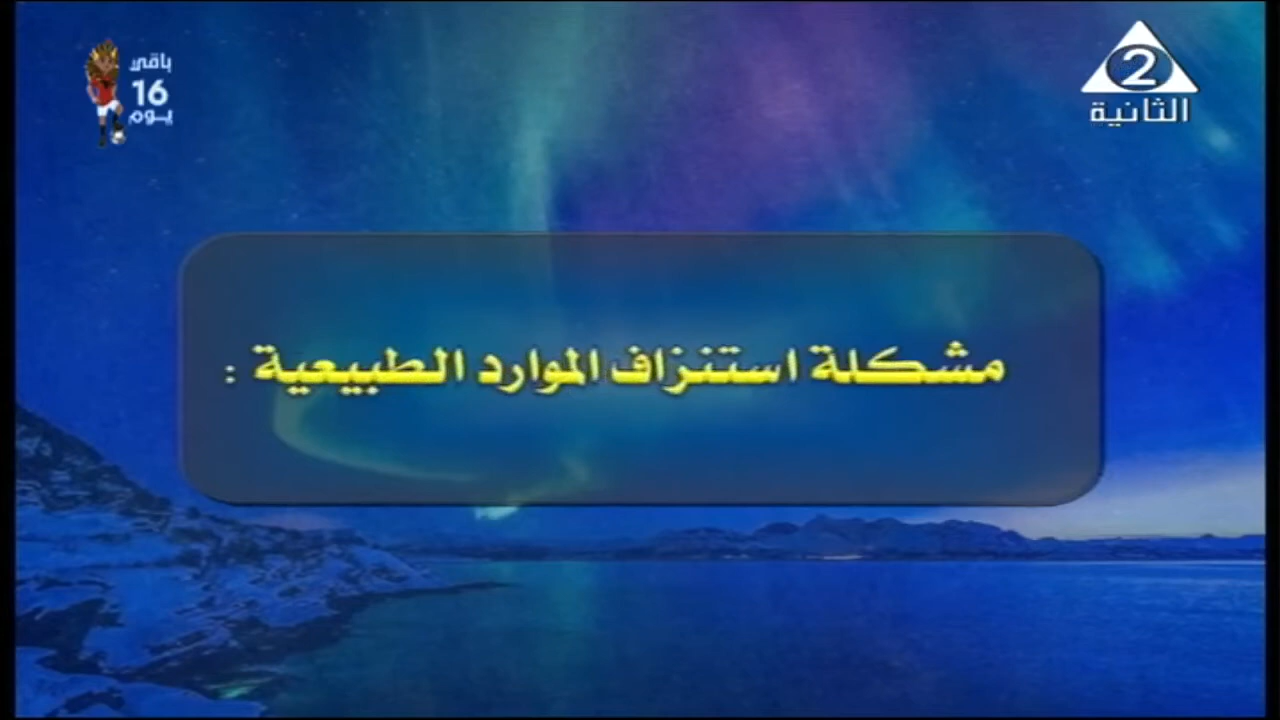 باقي
16
يوم
2
الثانية
مشكلة استنزاف الموارد الطبيعية :